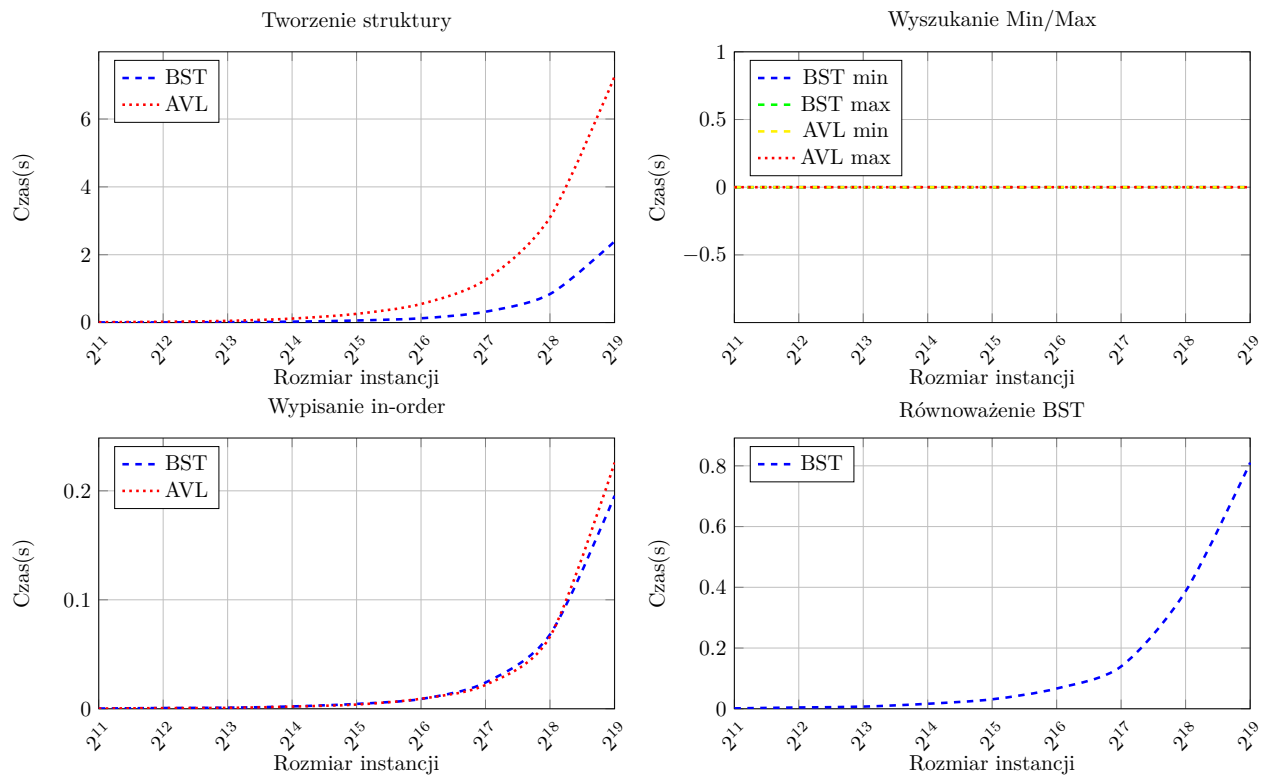 Tworzenie struktury
BST
AVL
6
4
2
0
Czas(s)
2^11 2^12 2^13 2^14 2^15 2^16 2^17 2^18 2^19
Rozmiar instancji
Wyszukanie Min/Max
BST min
BST max
AVL min
AVL max
1
0.5
0
−0.5
Czas(s)
2^11 2^12 2^13 2^14 2^15 2^16 2^17 2^18 2^19
Rozmiar instancji
Wypisanie in-order
BST
AVL
0.2
0.1
0
Czas(s)
2^11 2^12 2^13 2^14 2^15 2^16 2^17 2^18 2^19
Rozmiar instancji
Równoważenie BST
BST
0.8
0.6
0.4
0.2
0
Czas(s)
2^11 2^12 2^13 2^14 2^15 2^16 2^17 2^18 2^19
Rozmiar instancji